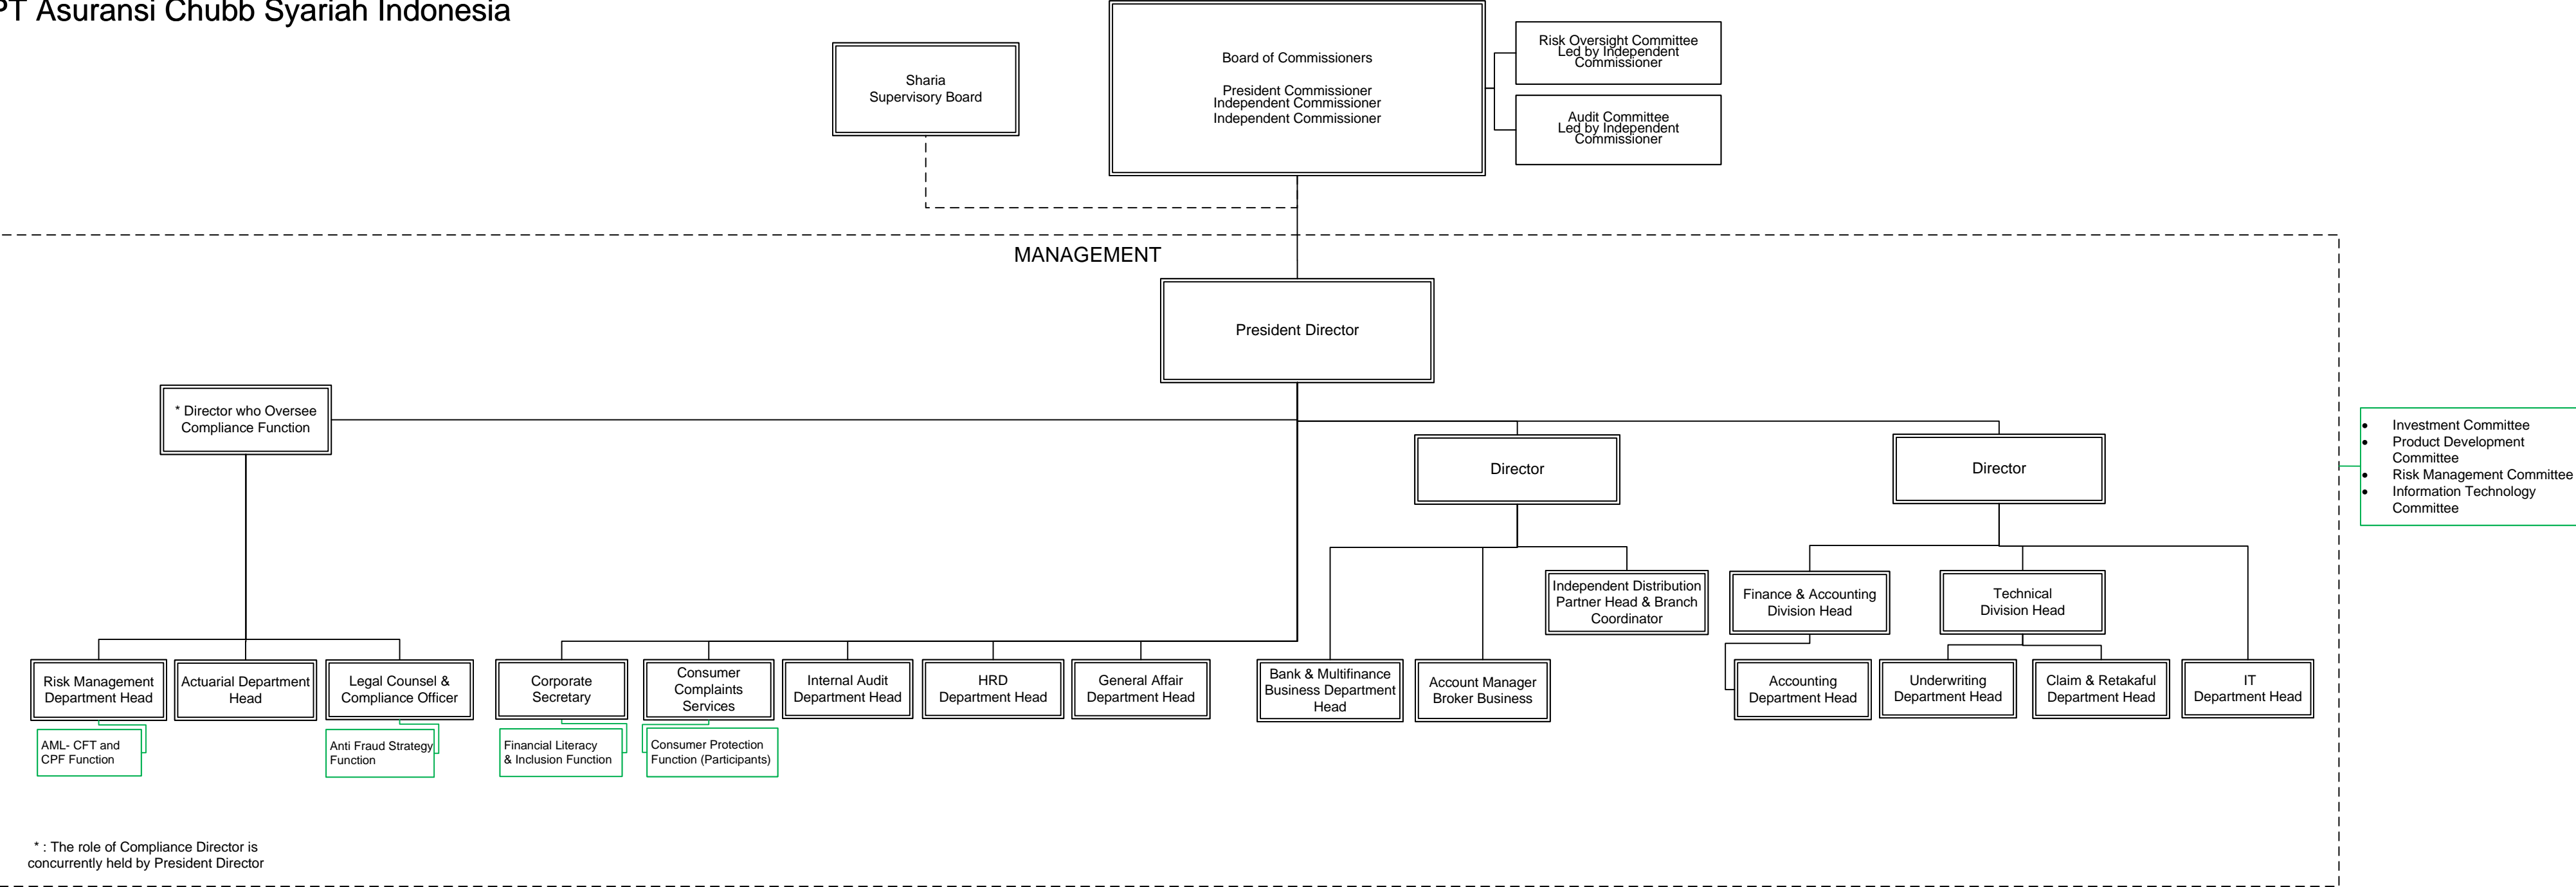 PT Asuransi Chubb Syariah Indonesia
Sharia
Supervisory Board
Board of Commissioners
President Commissioner
Independent Commissioner
Independent Commissioner
Risk Oversight Committee
Led by Independent
Commissioner
Audit Committee
Led by Independent
Commissioner
MANAGEMENT
President Director
* Director who Oversee
Compliance Function
Director
Director
• Investment Committee
• Product Development
Committee
• Risk Management Committee
• Information Technology
Committee
Independent Distribution
Partner Head & Branch
Coordinator
Finance & Accounting
Division Head
Technical
Division Head
Risk Management
Department Head
Actuarial Department
Head
Legal Counsel &
Compliance Officer
Corporate
Secretary
Consumer
Complaints
Services
Internal Audit
Department Head
HRD
Department Head
General Affair
Department Head
Bank & Multifinance
Business Department
Head
Account Manager
Broker Business
Accounting
Department Head
Underwriting
Department Head
Claim & Retakaful
Department Head
IT
Department Head
AML- CFT and
CPF Function
Anti Fraud Strategy
Function
Financial Literacy
& Inclusion Function
Consumer Protection
Function (Participants)
* : The role of Compliance Director is
concurrently held by President Director